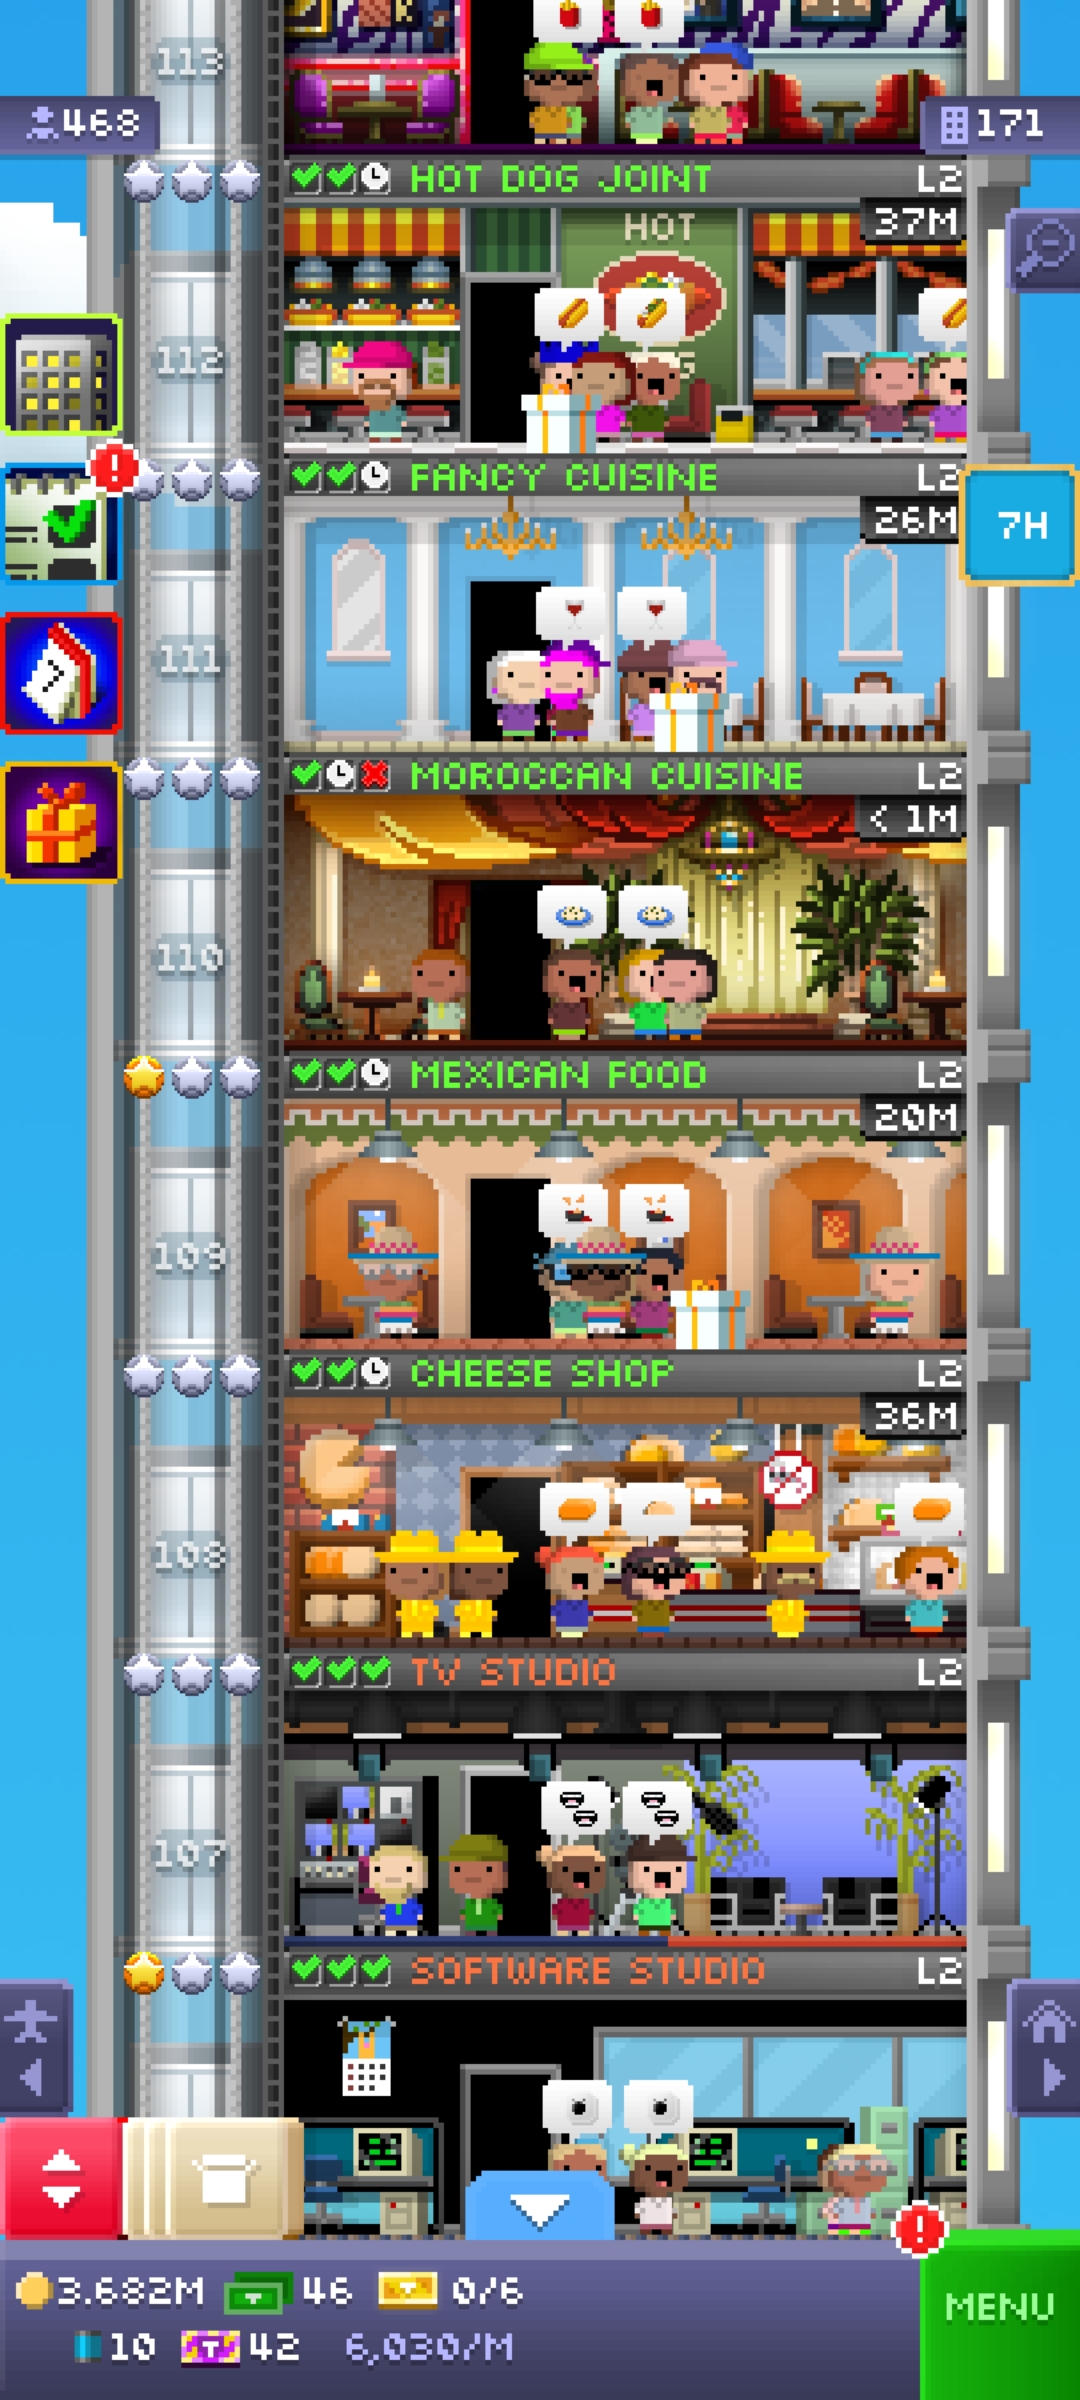 113
468
171
HOT DOG JOINT L2
37M
HOT
112
FANCY CUISINE L2
26M
7H
111
MOROCCAN CUISINE L2
< 1M
110
MEXICAN FOOD L2
20M
109
CHEESE SHOP L2
36M
108
TV STUDIO L2
107
SOFTWARE STUDIO L2
3.682M 46 0/6
MENU
10 T 42 6,030/M